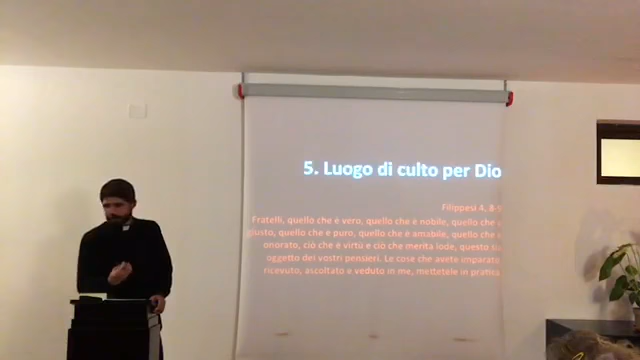 5. Luogo di culto per Dio
Filippesi 4, 8-9
Fratelli, quello che è vero, quello che è nobile, quello che è
giusto, quello che è puro, quello che è amabile, quello che è
onorato, ciò che è virtù e ciò che merita lode, questo sia
oggetto dei vostri pensieri. Le cose che avete imparate
ricevuto, ascoltato e veduto in me, mettetele in pratica